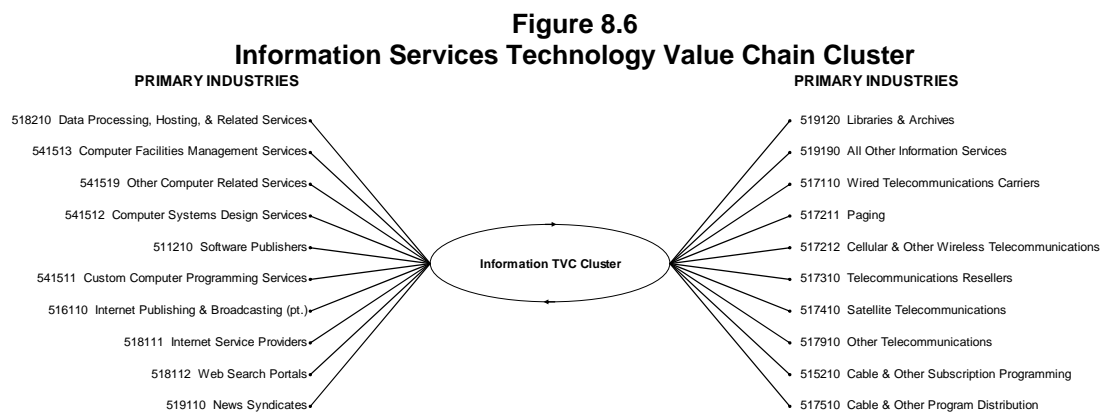 Figure 8.6
Information Services Technology Value Chain Cluster
PRIMARY INDUSTRIES
518210 Data Processing, Hosting, & Related Services
541513 Computer Facilities Management Services
541519 Other Computer Related Services
541512 Computer Systems Design Services
511210 Software Publishers
541511 Custom Computer Programming Services
516110 Internet Publishing & Broadcasting (pt.)
518111 Internet Service Providers
518112 Web Search Portals
519110 News Syndicates
Information TVC Cluster
PRIMARY INDUSTRIES
519120 Libraries & Archives
519190 All Other Information Services
517110 Wired Telecommunications Carriers
517211 Paging
517212 Cellular & Other Wireless Telecommunications
517310 Telecommunications Resellers
517410 Satellite Telecommunications
517910 Other Telecommunications
515210 Cable & Other Subscription Programming
517510 Cable & Other Program Distribution